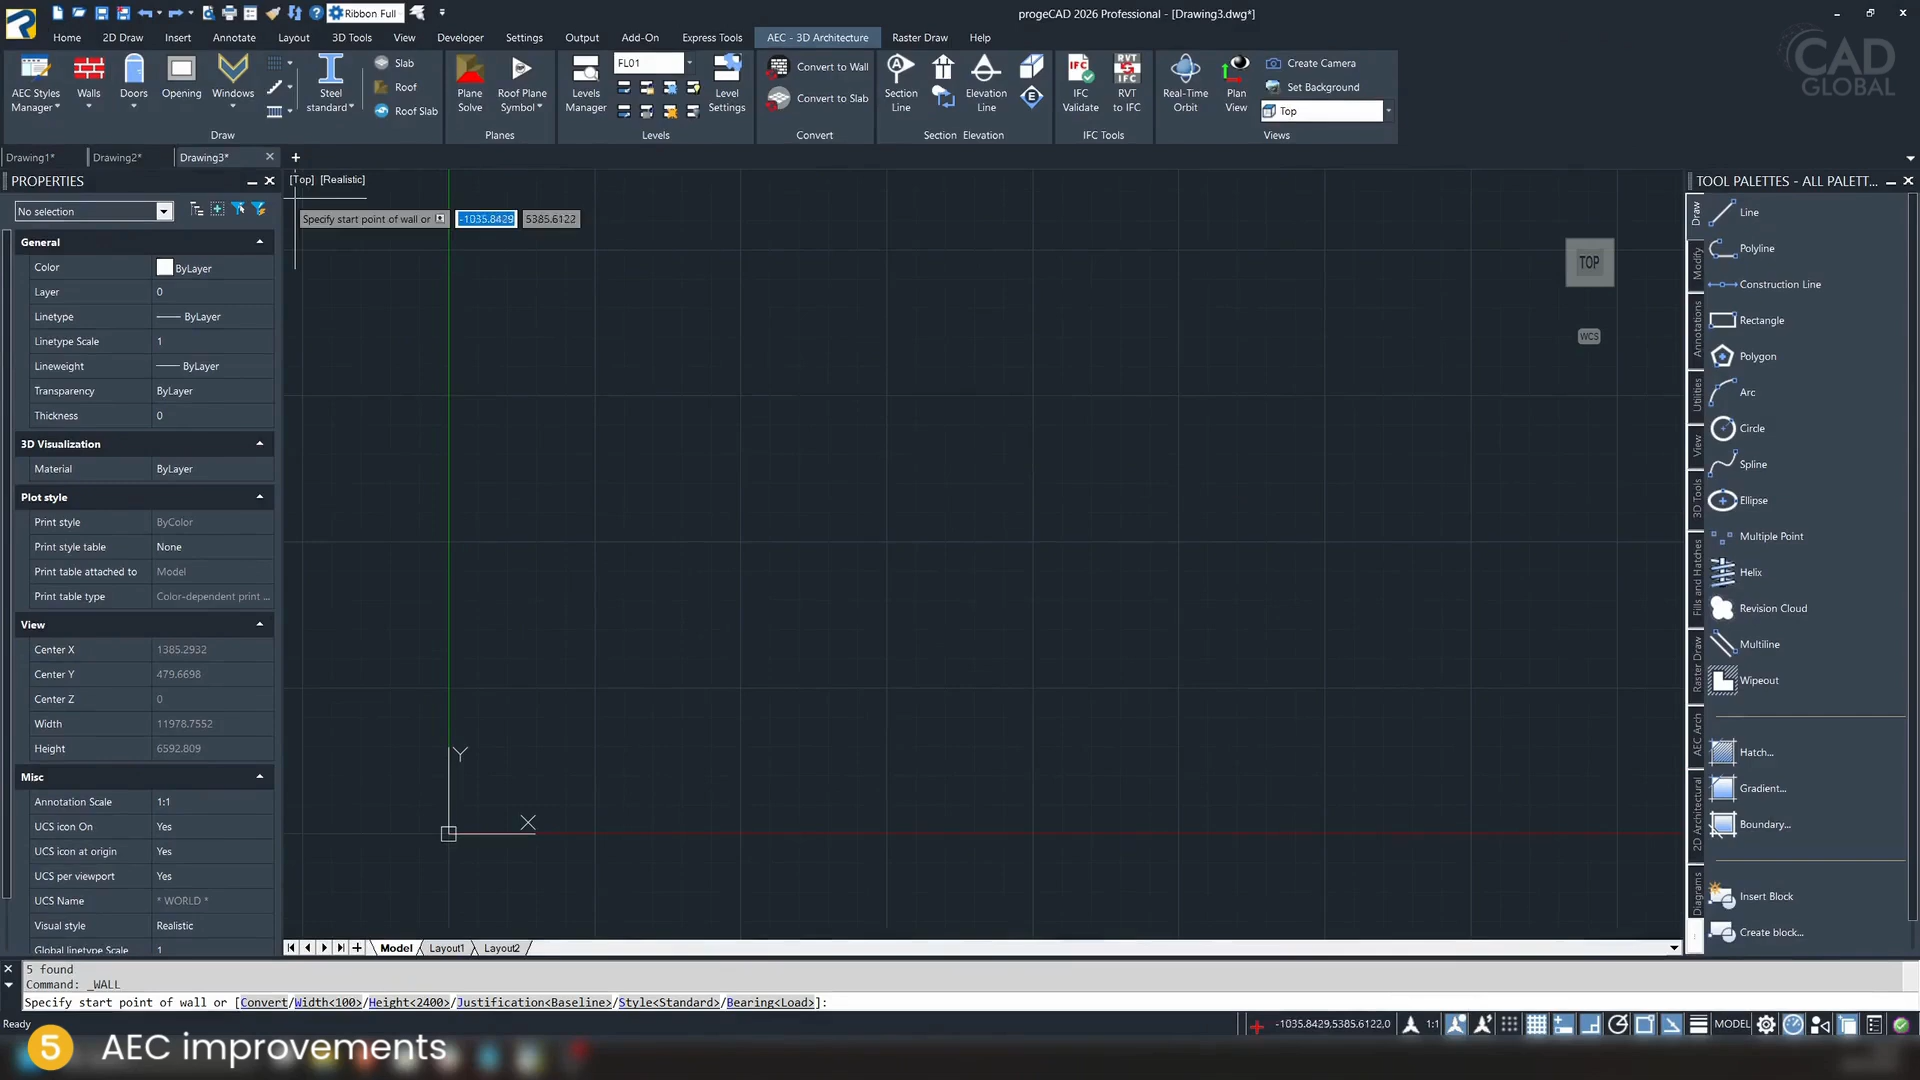 Ribbon Full
progeCAD 2026 Professional - [Drawing3.dwg*]
Home 2D Draw Insert Annotate Layout 3D Tools View Developer Settings Output Add-On Express Tools AEC - 3D Architecture Raster Draw Help
CAD
GLOBAL
AEC Styles
Manager
Walls
Doors
Opening
Windows
Steel
standard
Slab
Roof
Roof Slab
Draw
Plane
Solve
Roof Plane
Symbol
Planes
Levels
Manager
FL01
Level
Settings
Levels
Convert to Wall
Convert to Slab
Convert
Section
Line
Elevation
Line
Section Elevation
IFC
Validate
RVT
IFC
RVT
to IFC
IFC Tools
Real-Time
Orbit
Plan
View
Create Camera
Set Background
Top
Views
Drawing1* Drawing2* Drawing3*
PROPERTIES
No selection
General
Color ByLayer
Layer 0
Linetype ByLayer
Linetype Scale 1
Lineweight ByLayer
Transparency ByLayer
Thickness 0
3D Visualization
Material ByLayer
Plot style
Print style ByColor
Print style table None
Print table attached to Model
Print table type Color-dependent print ...
View
Center X 1385.2932
Center Y 479.6698
Center Z 0
Width 11978.7552
Height 6592.809
Misc
Annotation Scale 1:1
UCS icon On Yes
UCS icon at origin Yes
UCS per viewport Yes
UCS Name * WORLD *
Visual style Realistic
Global linetype Scale 1
[Top] [Realistic]
Specify start point of wall or -1035.8429 5385.6122
TOP
WCS
Y
X
TOOL PALETTES - ALL PALETT...
Draw
Modify
Annotations
Utilities
View
3D Tools
Fills and Hatches
Raster Draw
AEC Arch
2D Architectural
Diagrams
Line
Polyline
Construction Line
Rectangle
Polygon
Arc
Circle
Spline
Ellipse
Multiple Point
Helix
Revision Cloud
Multiline
Wipeout
Hatch...
Gradient...
Boundary...
Insert Block
Create block...
Model Layout1 Layout2
5 found
Command: _WALL
Specify start point of wall or [Convert/Width<100>/Height<2400>/Justification<Baseline>/Style<Standard>/Bearing<Load>]:
Ready
-1035.8429,5385.6122,0 1:1 MODEL
5 AEC improvements